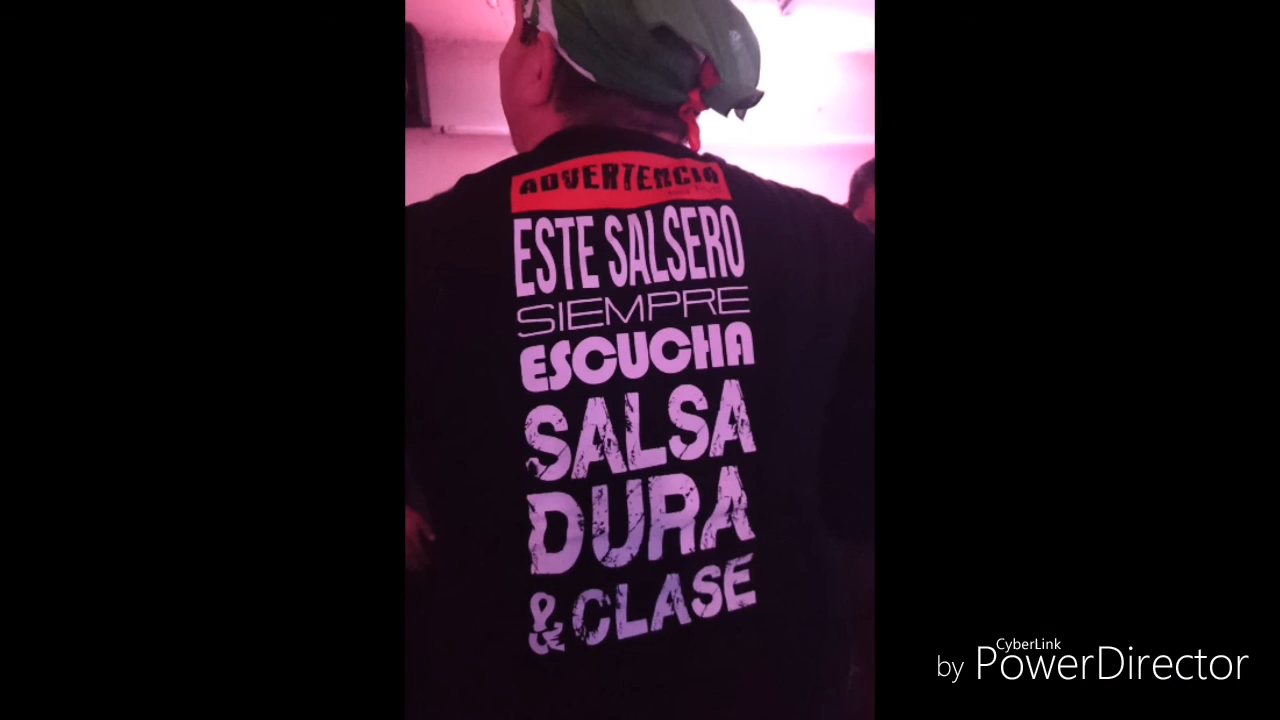 ADVERTENCIA
ESTE SALSERO
SIEMPRE
ESCUCHA
SALSA
DURA
& CLASE
CyberLink
by PowerDirector